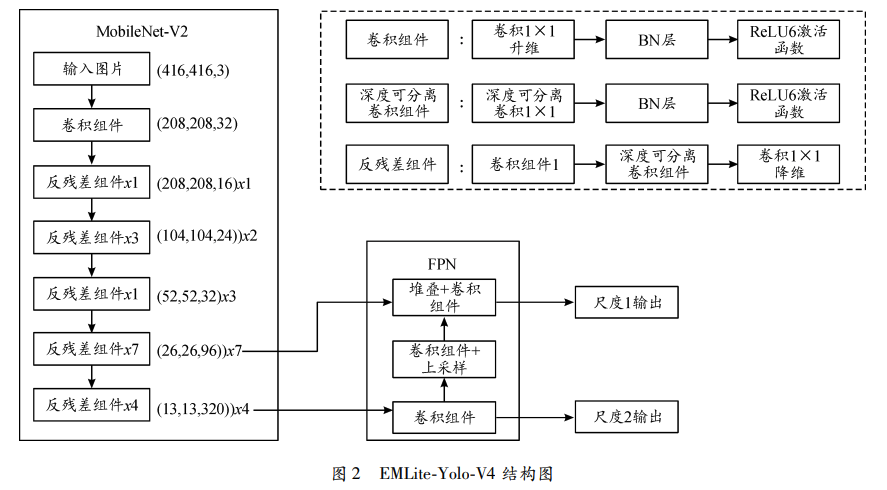 MobileNet-V2
输入图片
(416,416,3)
卷积组件
(208,208,32)
反残差组件x1
(208,208,16)x1
反残差组件x3
(104,104,24))x2
反残差组件x1
(52,52,32)x3
反残差组件x7
(26,26,96))x7
反残差组件x4
(13,13,320))x4
卷积组件
:
卷积1×1
升维
BN层
ReLU6激活
函数
深度可分离
卷积组件
:
深度可分离
卷积1×1
BN层
ReLU6激活
函数
反残差组件
:
卷积组件1
深度可分离
卷积组件
卷积1×1
降维
FPN
堆叠+卷积
组件
卷积组件+
上采样
卷积组件
尺度1输出
尺度2输出
图 2 EMLite-Yolo-V4 结构图